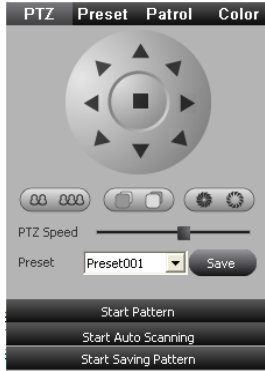 PTZ Preset Patrol Color
PTZ Speed
Preset Preset001 Save
Start Pattern
Start Auto Scanning
Start Saving Pattern